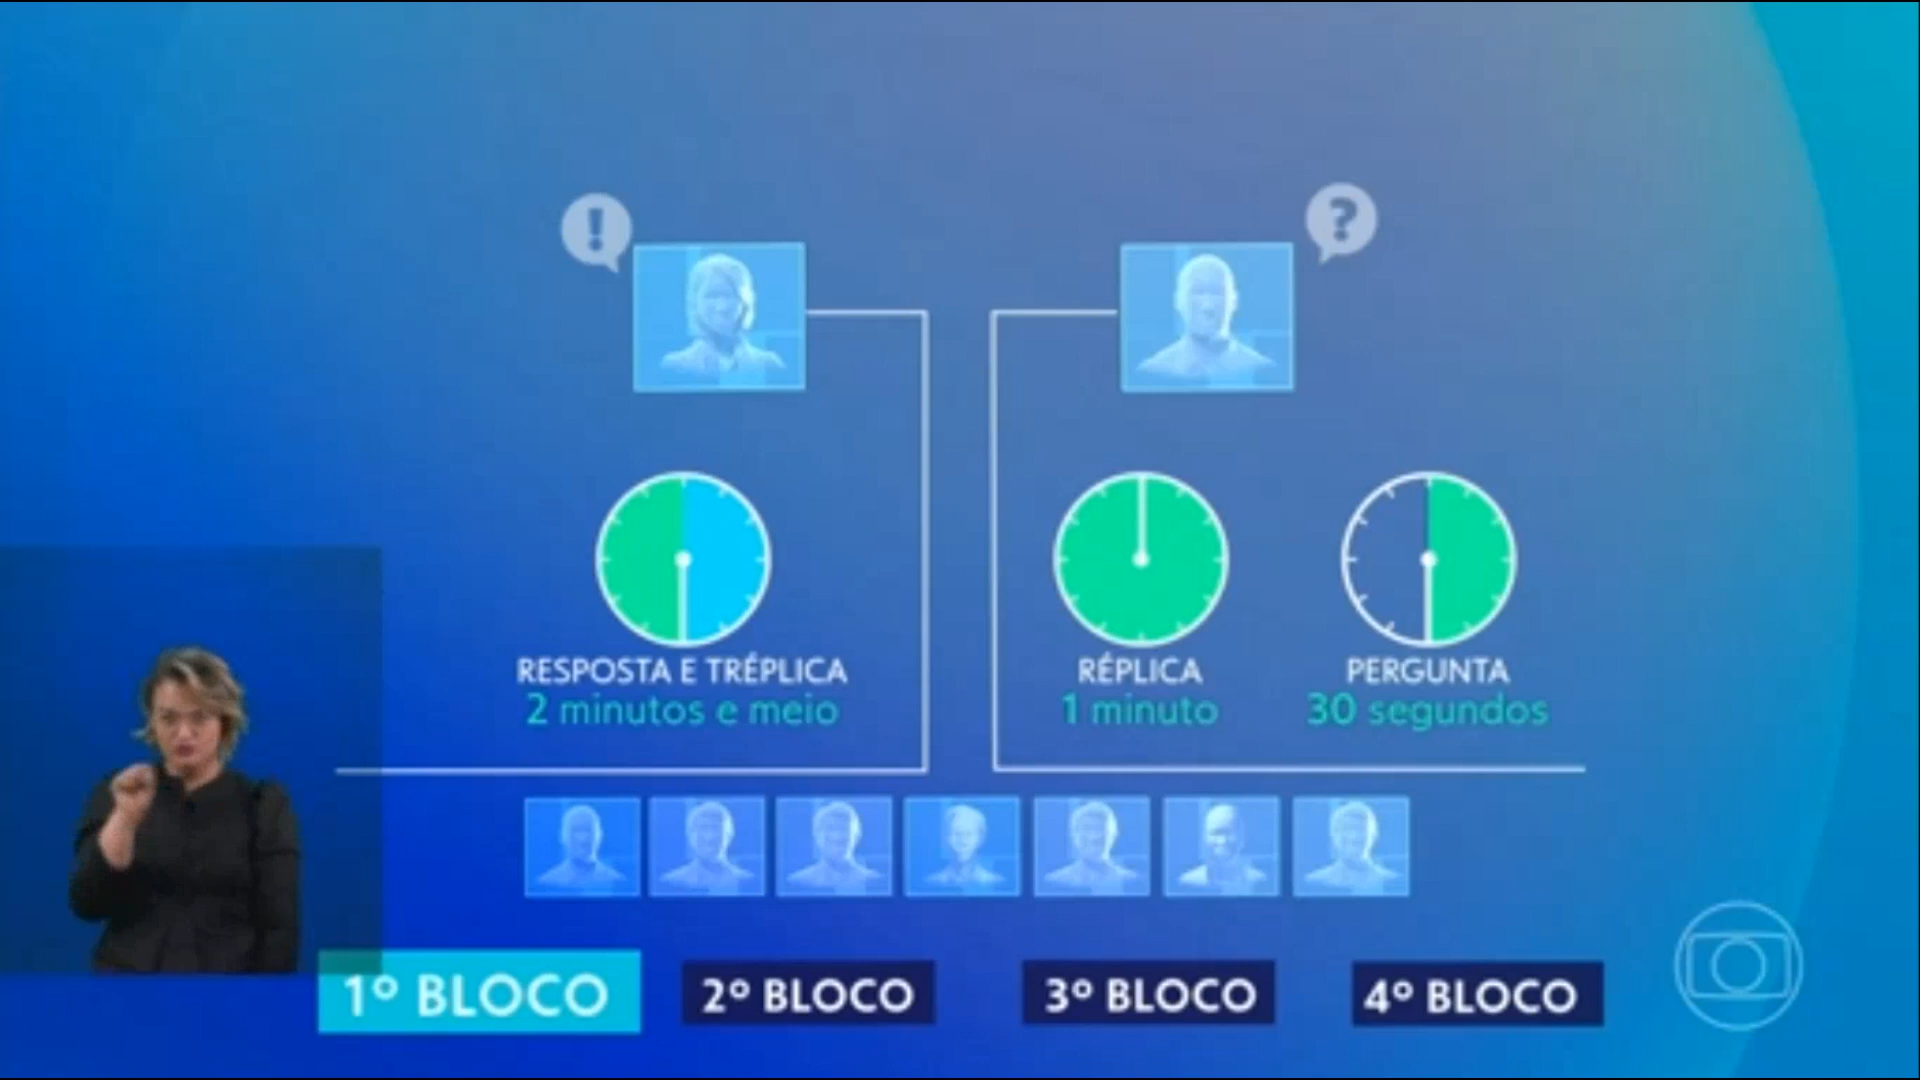 !
?
RESPOSTA E TRÉPLICA
2 minutos e meio
RÉPLICA
1 minuto
PERGUNTA
30 segundos
1º BLOCO
2º BLOCO
3º BLOCO
4º BLOCO